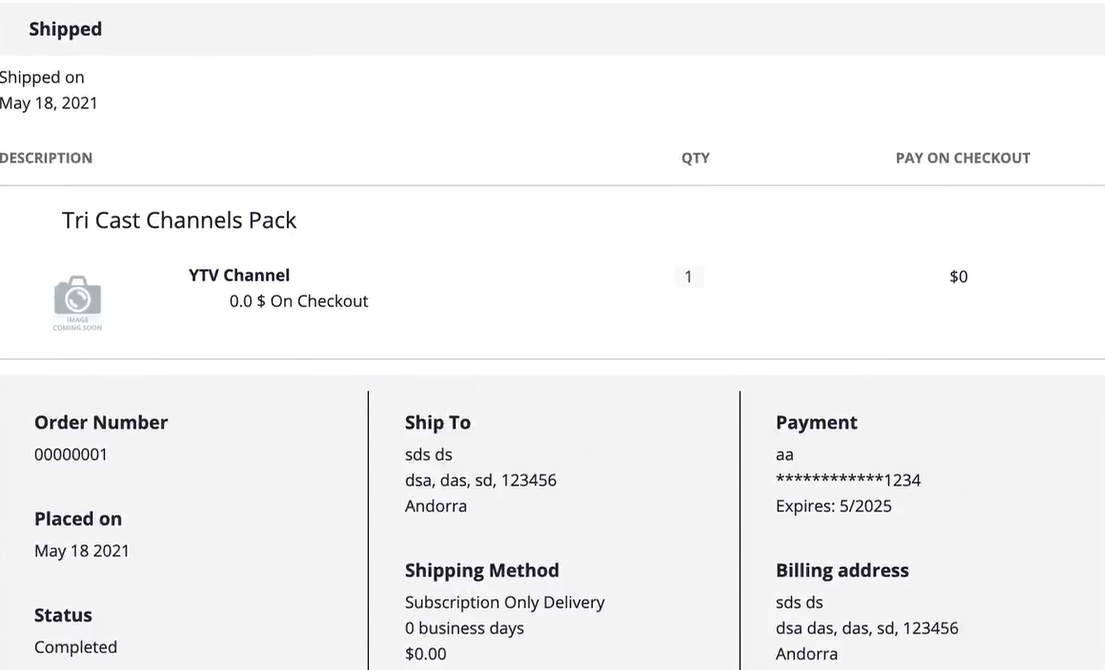 Shipped
Shipped on
May 18, 2021
DESCRIPTION QTY PAY ON CHECKOUT
Tri Cast Channels Pack
YTV Channel 1 $0
0.0 $ On Checkout
IMAGE
COMING SOON
Order Number
00000001
Placed on
May 18 2021
Status
Completed
Ship To
sds ds
dsa, das, sd, 123456
Andorra
Shipping Method
Subscription Only Delivery
0 business days
$0.00
Payment
aa
************1234
Expires: 5/2025
Billing address
sds ds
dsa das, das, sd, 123456
Andorra